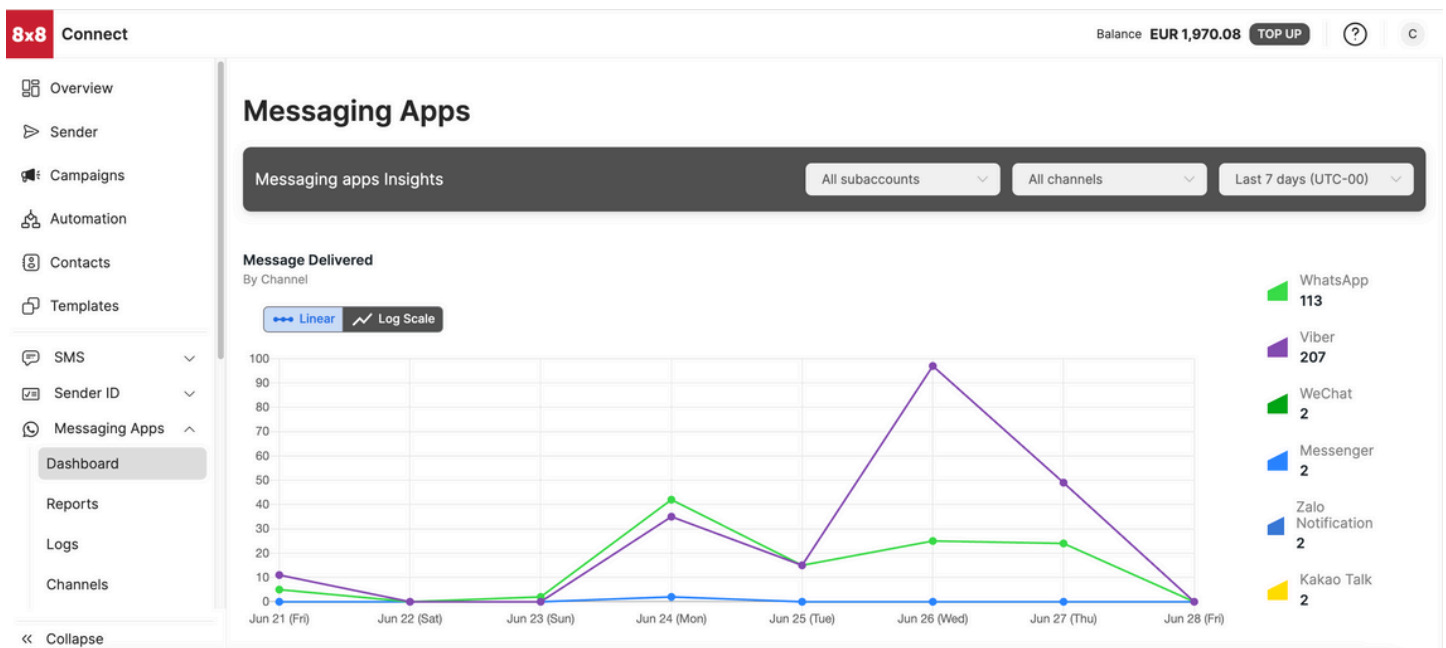 8x8 Connect
Balance EUR 1,970.08 TOP UP ? C
Overview
Sender
Campaigns
Automation
Contacts
Templates
SMS
Sender ID
Messaging Apps
Dashboard
Reports
Logs
Channels
Collapse
Messaging Apps
Messaging apps Insights
All subaccounts
All channels
Last 7 days (UTC-00)
Message Delivered
By Channel
Linear
Log Scale
100
90
80
70
60
50
40
30
20
10
0
Jun 21 (Fri) Jun 22 (Sat) Jun 23 (Sun) Jun 24 (Mon) Jun 25 (Tue) Jun 26 (Wed) Jun 27 (Thu) Jun 28 (Fri)
WhatsApp
113
Viber
207
WeChat
2
Messenger
2
Zalo
Notification
2
Kakao Talk
2